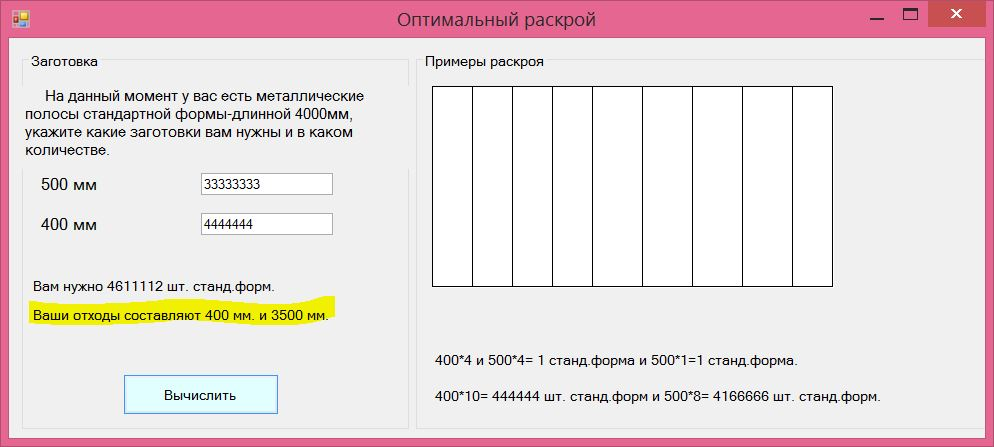 Оптимальный раскрой
Заготовка
На данный момент у вас есть металлические
полосы стандартной формы-длинной 4000мм,
укажите какие заготовки вам нужны и в каком
количестве.
500 мм
33333333
400 мм
4444444
Вам нужно 4611112 шт. станд.форм.
Ваши отходы составляют 400 мм. и 3500 мм.
Вычислить
Примеры раскроя
400*4 и 500*4= 1 станд.форма и 500*1=1 станд.форма.
400*10= 444444 шт. станд.форм и 500*8= 4166666 шт. станд.форм.